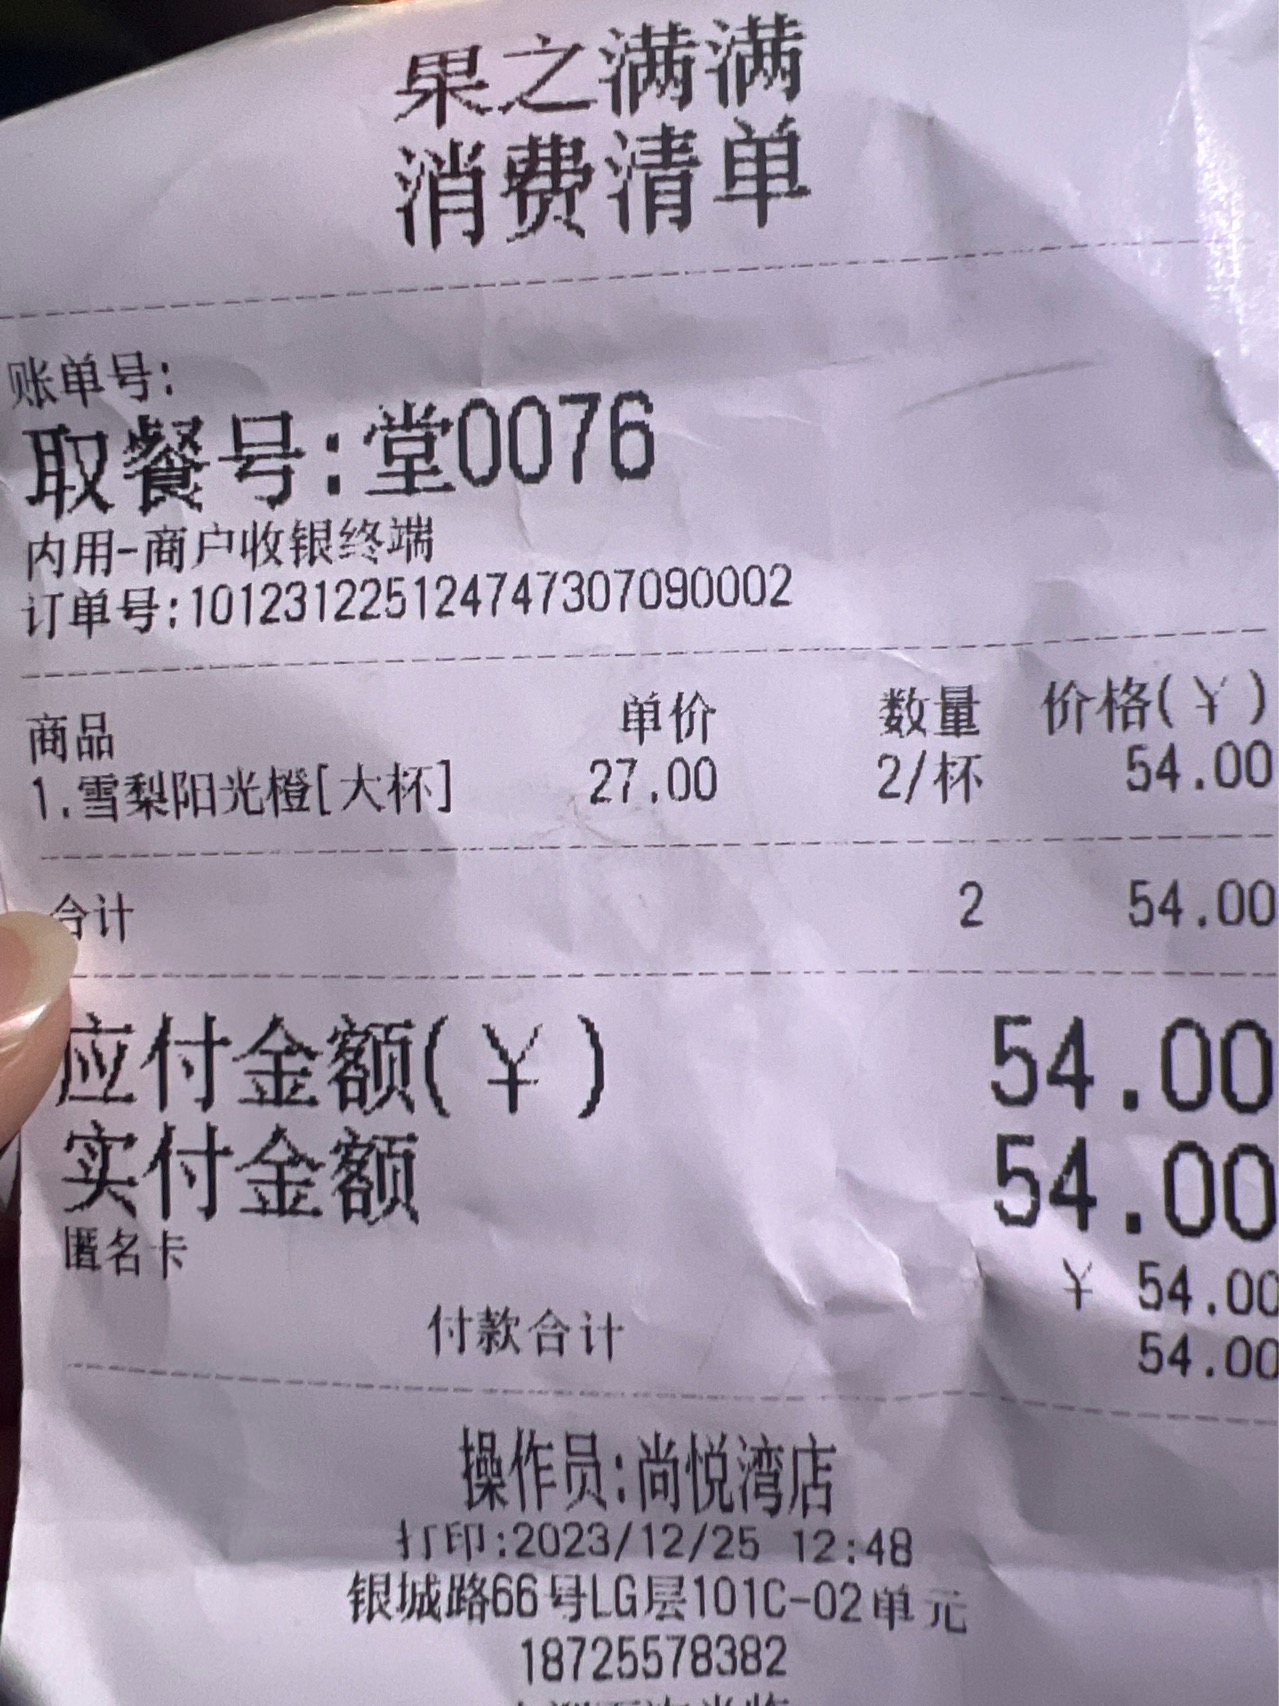 果之满满
消费清单
账单号:
取餐号:堂0076
内用-商户收银终端
订单号:101231225124747307090002
商品 单价 数量 价格(¥)
1.雪梨阳光橙[大杯] 27.00 2/杯 54.00
合计 2 54.00
应付金额(¥) 54.00
实付金额 54.00
匿名卡 ¥ 54.00
付款合计 54.00
操作员:尚悦湾店
打印:2023/12/25 12:48
银城路66号LG层101C-02单元
18725578382